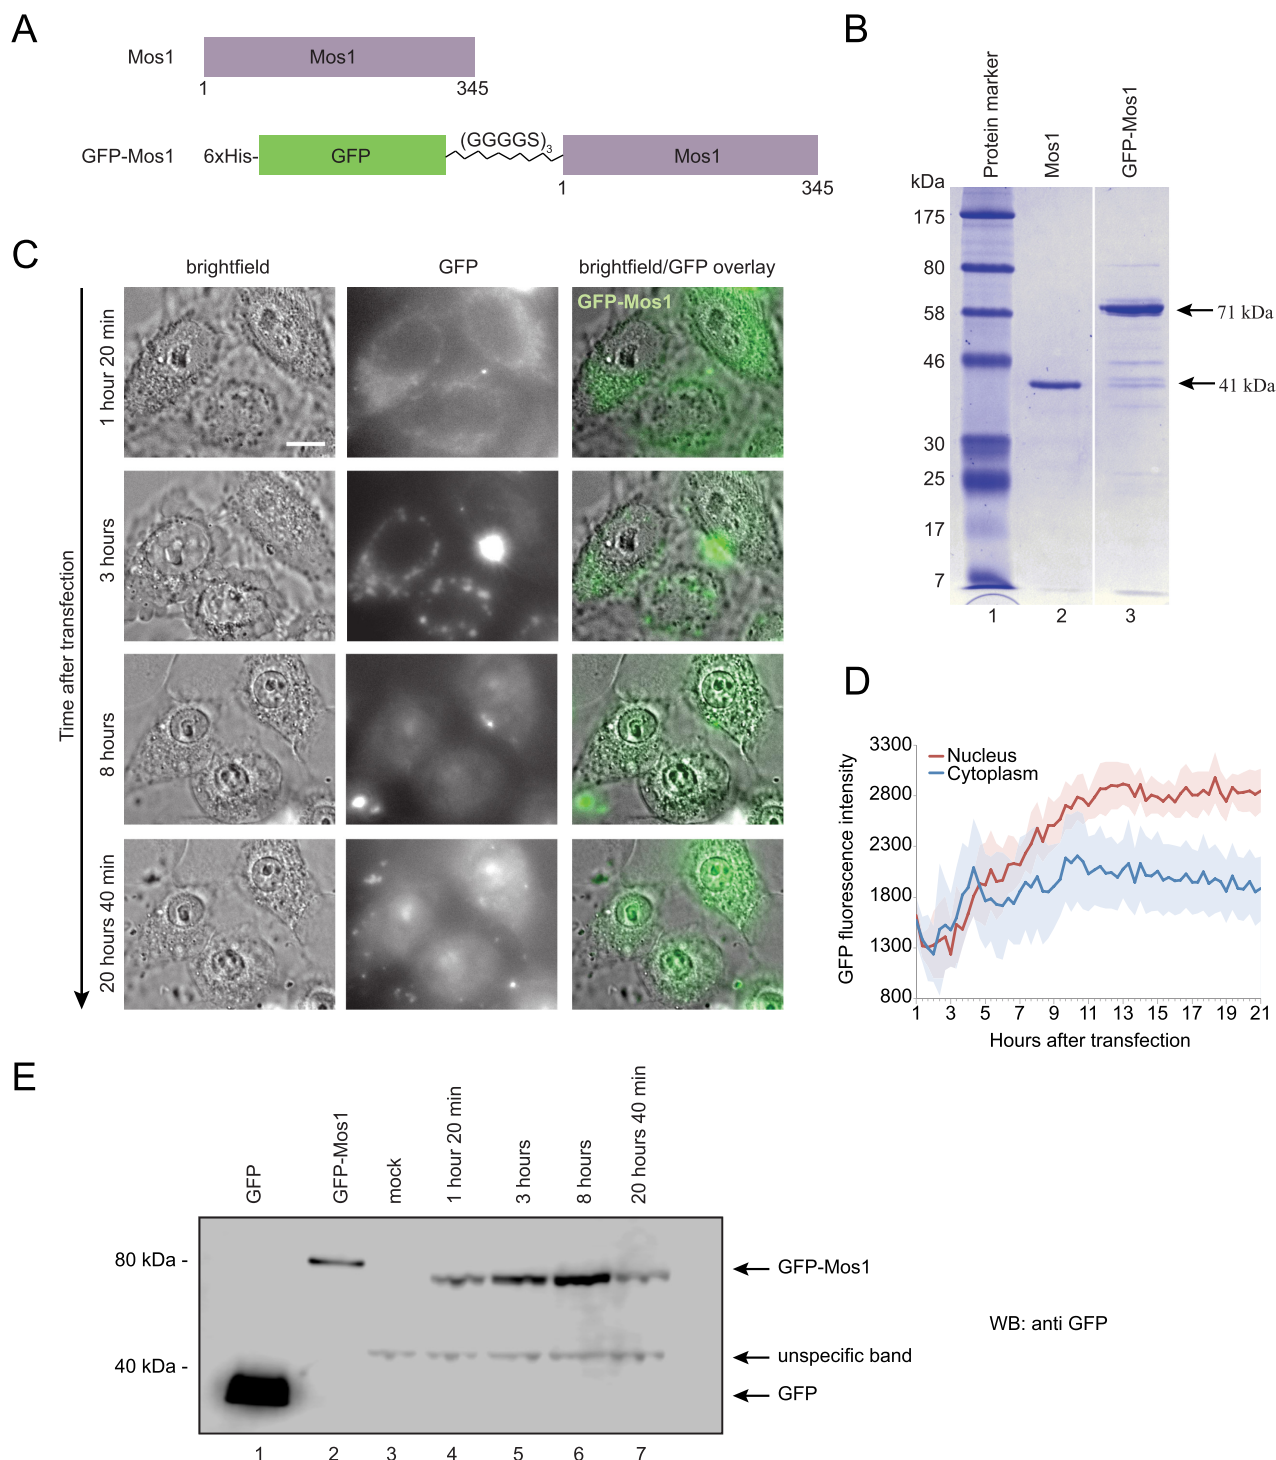 A
Mos1
Mos1
1
345
GFP-Mos1
6xHis-
GFP
(GGGGS)3
Mos1
1
345
B
Protein marker
Mos1
GFP-Mos1
kDa
175
80
58
46
30
25
17
7
71 kDa
41 kDa
1 2 3
C
brightfield
GFP
brightfield/GFP overlay
GFP-Mos1
Time after transfection
1 hour 20 min
3 hours
8 hours
20 hours 40 min
D
GFP fluorescence intensity
3300
2800
2300
1800
1300
800
Nucleus
Cytoplasm
1 3 5 7 9 11 13 15 17 19 21
Hours after transfection
E
GFP
GFP-Mos1
mock
1 hour 20 min
3 hours
8 hours
20 hours 40 min
80 kDa -
40 kDa -
GFP-Mos1
unspecific band
GFP
WB: anti GFP
1 2 3 4 5 6 7